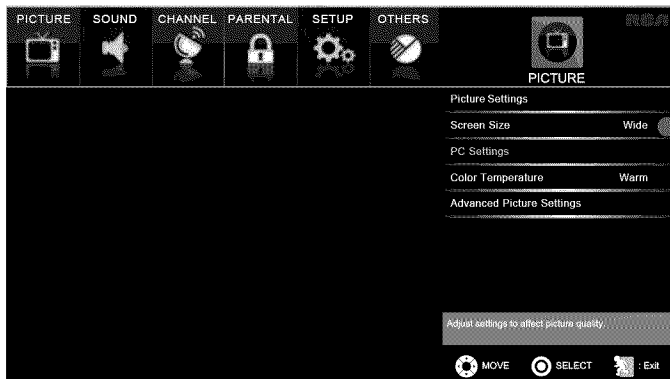 PICTURE SOUND CHANNEL PARENTAL SETUP OTHERS
RCA
PICTURE
Picture Settings
Screen Size Wide
PC Settings
Color Temperature Warm
Advanced Picture Settings
Adjust settings to affect picture quality.
MOVE SELECT : Exit